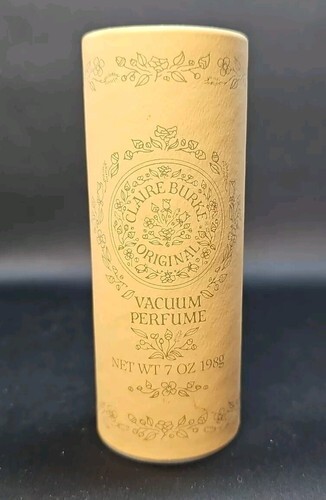 CLAIRE BURKE
ORIGINAL
VACUUM
PERFUME
NET WT 7 OZ 198g